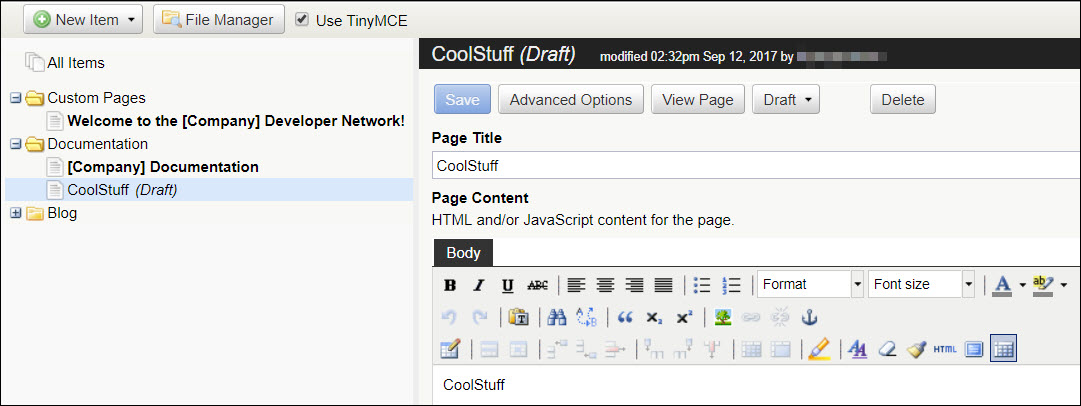 New Item File Manager Use TinyMCE
All Items
Custom Pages
Welcome to the [Company] Developer Network!
Documentation
[Company] Documentation
CoolStuff (Draft)
Blog
CoolStuff (Draft) modified 02:32pm Sep 12, 2017 by
Save Advanced Options View Page Draft Delete
Page Title
CoolStuff
Page Content
HTML and/or JavaScript content for the page.
Body
B I U ABC Format Font size A ab
A B x₂ x²
AA HTML
CoolStuff